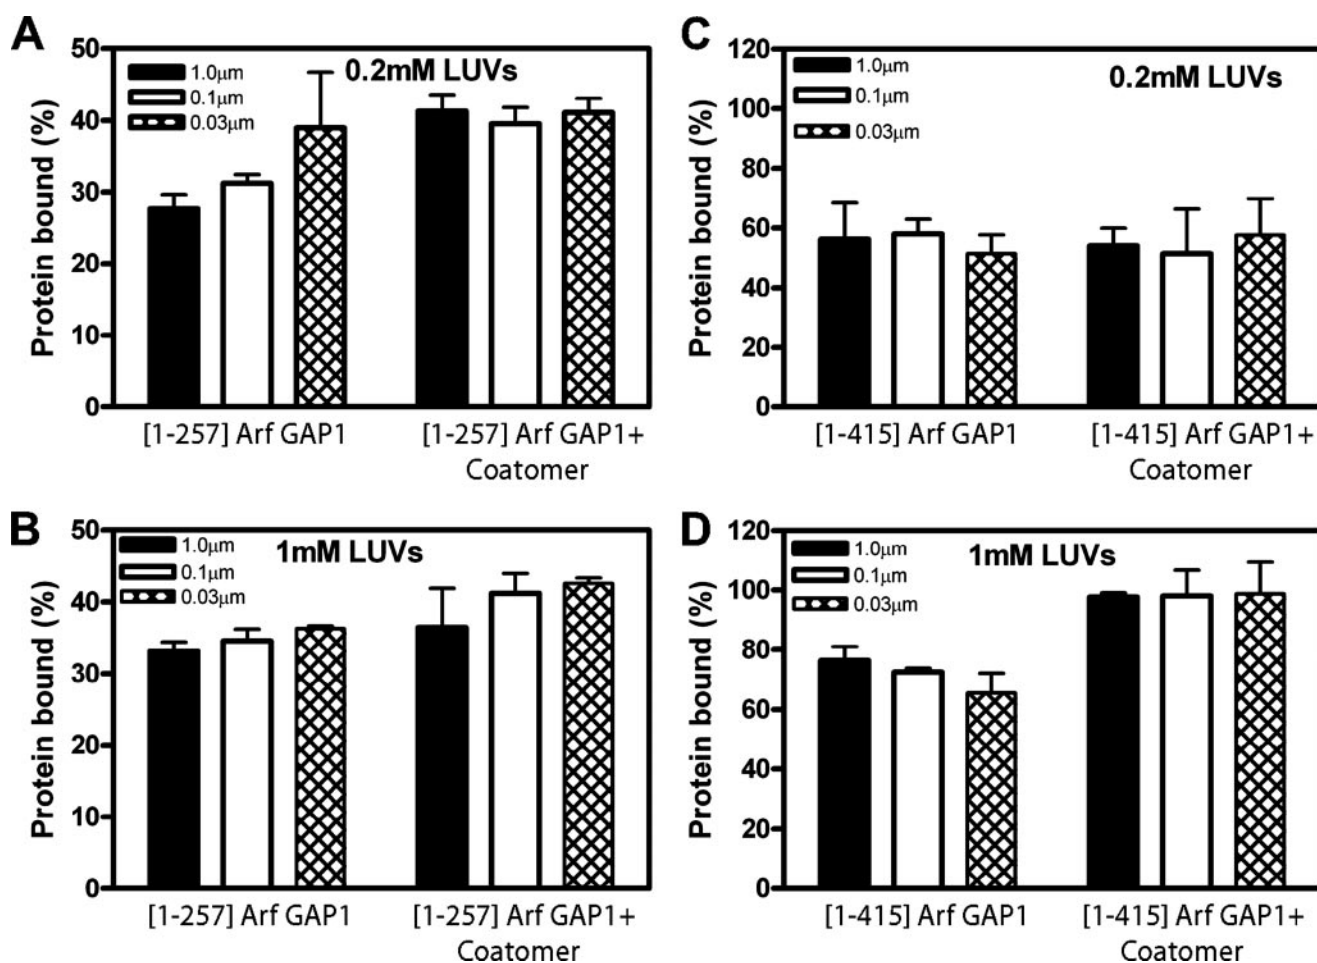 A
50
40
30
20
10
0
Protein bound (%)
1.0μm
0.1μm
0.03μm
0.2mM LUVs
[1-257] Arf GAP1
[1-257] Arf GAP1+
Coatomer
C
120
100
80
60
40
20
0
Protein bound (%)
1.0μm
0.1μm
0.03μm
0.2mM LUVs
[1-415] Arf GAP1
[1-415] Arf GAP1+
Coatomer
B
50
40
30
20
10
0
Protein bound (%)
1.0μm
0.1μm
0.03μm
1mM LUVs
[1-257] Arf GAP1
[1-257] Arf GAP1+
Coatomer
D
120
100
80
60
40
20
0
Protein bound (%)
1.0μm
0.1μm
0.03μm
1mM LUVs
[1-415] Arf GAP1
[1-415] Arf GAP1+
Coatomer